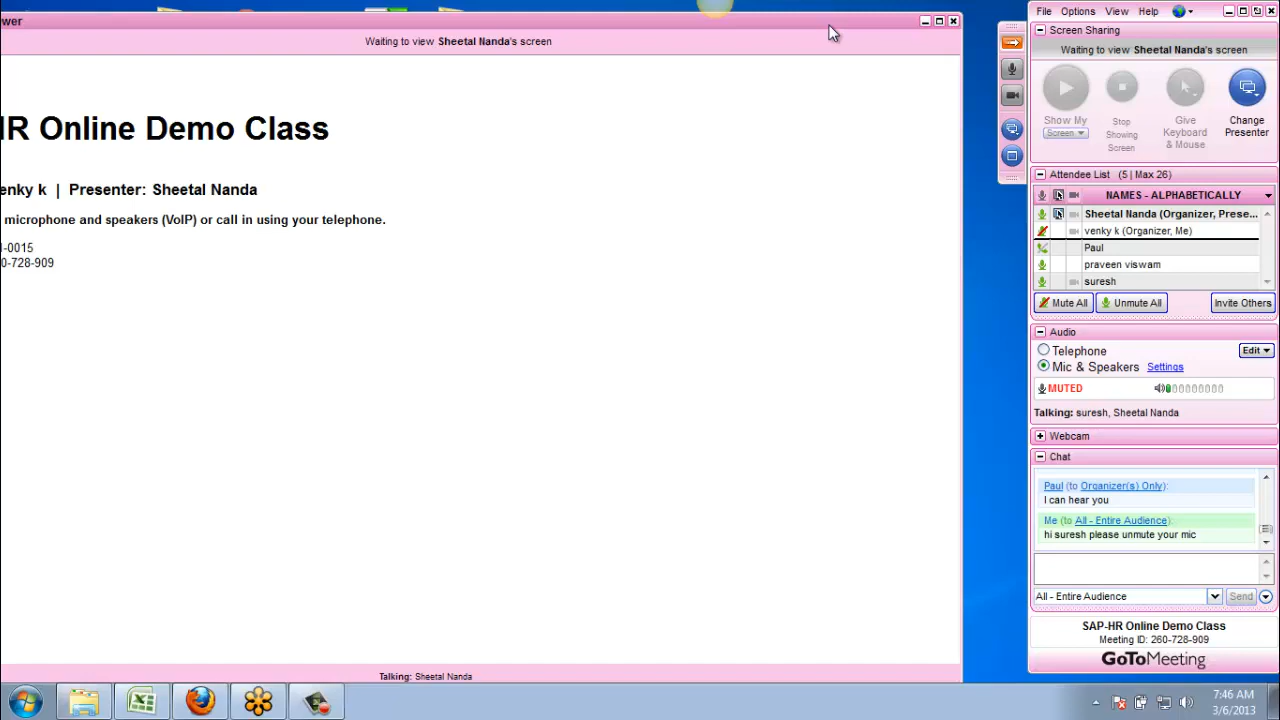 ewer
Waiting to view Sheetal Nanda's screen
HR Online Demo Class
enky k | Presenter: Sheetal Nanda
microphone and speakers (VoIP) or call in using your telephone.
1-0015
0-728-909
Talking: Sheetal Nanda
File Options View Help
Screen Sharing
Waiting to view Sheetal Nanda's screen
Show My
Screen
Stop
Showing
Screen
Give
Keyboard
& Mouse
Change
Presenter
Attendee List (5 | Max 26)
NAMES - ALPHABETICALLY
Sheetal Nanda (Organizer, Prese...
venky k (Organizer, Me)
Paul
praveen viswam
suresh
Mute All Unmute All Invite Others
Audio
Telephone Edit
Mic & Speakers Settings
MUTED
Talking: suresh, Sheetal Nanda
Webcam
Chat
Paul (to Organizer(s) Only):
I can hear you
Me (to All - Entire Audience):
hi suresh please unmute your mic
All - Entire Audience Send
SAP-HR Online Demo Class
Meeting ID: 260-728-909
GoToMeeting
7:46 AM
3/6/2013